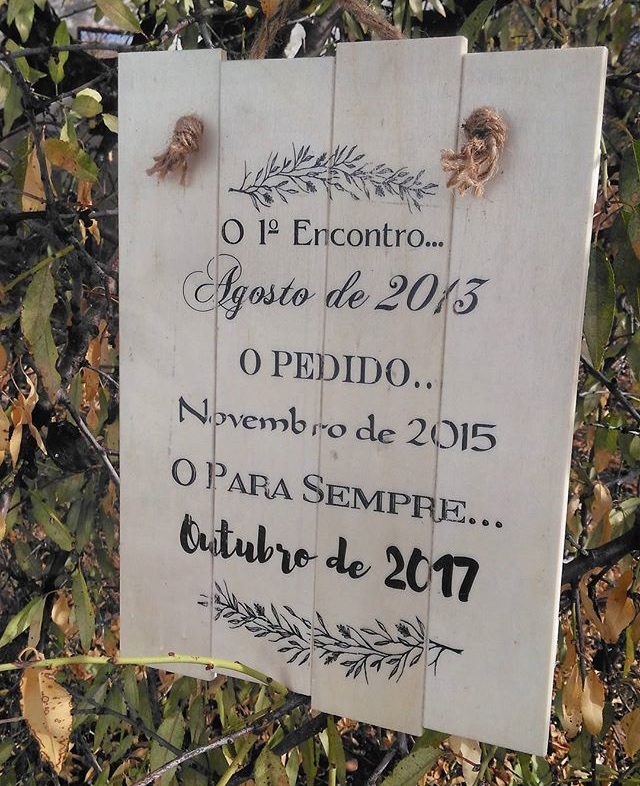 O 1º Encontro...
Agosto de 2013
O PEDIDO..
Novembro de 2015
O PARA SEMPRE...
Outubro de 2017